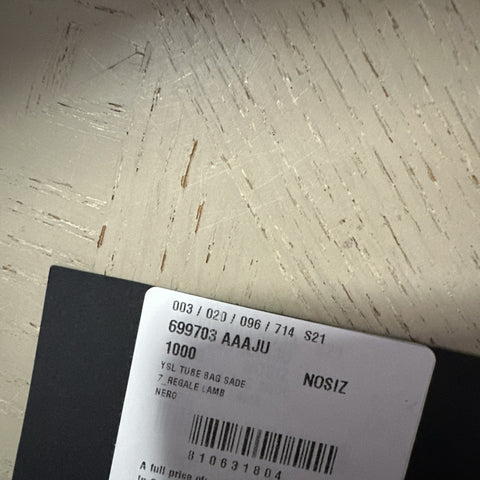 003 / 020 / 096 / 714 S21
699703 AAAJU
1000 NOSIZ
YSL TUBE BAG SADE
7_REGALE LAMB
NERO
810631804
A full price of